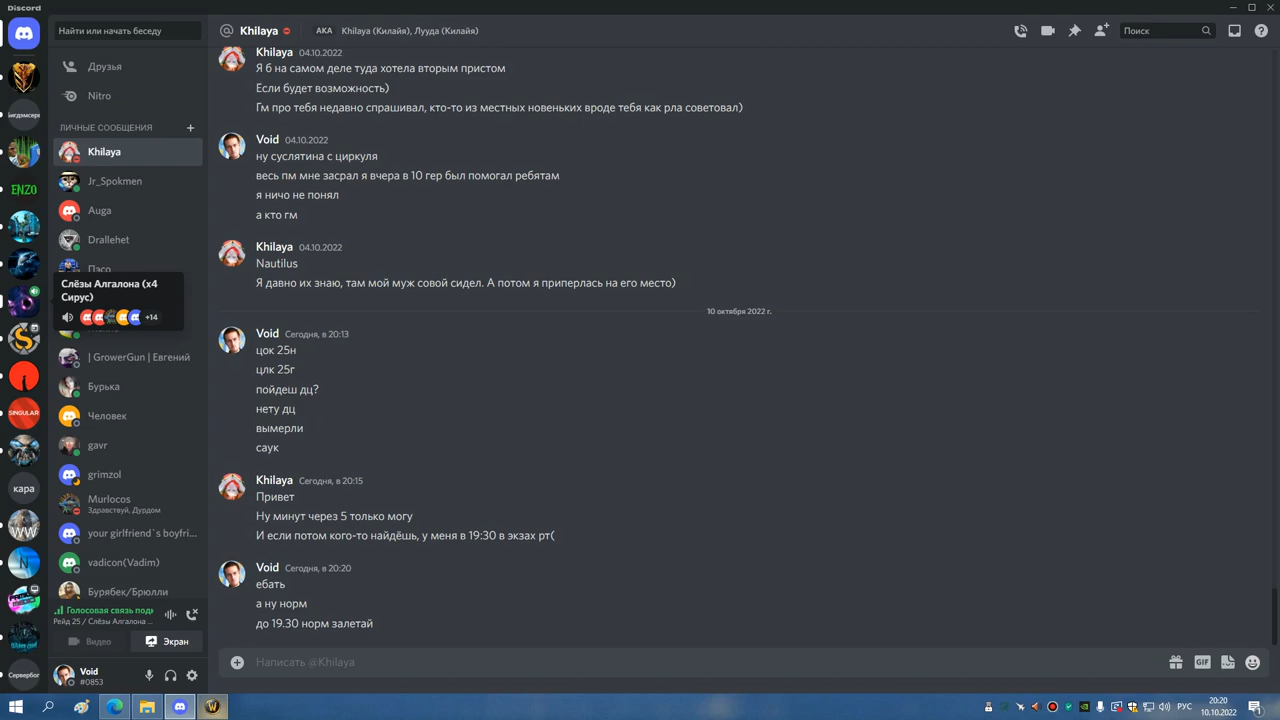 Discord
Найти или начать беседу
Khilaya
AKA
Khilaya (Килайя), Лууда (Килайя)
Поиск
Друзья
Nitro
ЛИЧНЫЕ СООБЩЕНИЯ
Khilaya
Jr_Spokmen
Auga
Drallehet
Пэсо
Слёзы Алгалона (x4
Сирус)
+14
| GrowerGun | Евгений
Бурька
Человек
gavr
grimzol
Murlocos
Здравствуй, Дурдом
your girlfriend`s boyfri...
vadicon(Vadim)
Бурябек/Брюлли
Голосовая связь подк
Рейд 25 / Слёзы Алгалона ...
Видео
Экран
Void
#0853
ENZO
SINGULAR
кара
WW
N
Сервербог
Khilaya 04.10.2022
Я б на самом деле туда хотела вторым пристом
Если будет возможность)
Гм про тебя недавно спрашивал, кто-то из местных новеньких вроде тебя как рла советовал)
Void 04.10.2022
ну суслятина с циркуля
весь пм мне засрал я вчера в 10 гер был помогал ребятам
я ничо не понял
а кто гм
Khilaya 04.10.2022
Nautilus
Я давно их знаю, там мой муж совой сидел. А потом я приперлась на его место)
10 октября 2022 г.
Void Сегодня, в 20:13
цок 25н
цлк 25г
пойдеш дц?
нету дц
вымерли
саук
Khilaya Сегодня, в 20:15
Привет
Ну минут через 5 только могу
И если потом кого-то найдёшь, у меня в 19:30 в экзах рт(
Void Сегодня, в 20:20
ебать
а ну норм
до 19.30 норм залетай
Написать @Khilaya
GIF
РУС
20:20
10.10.2022
1